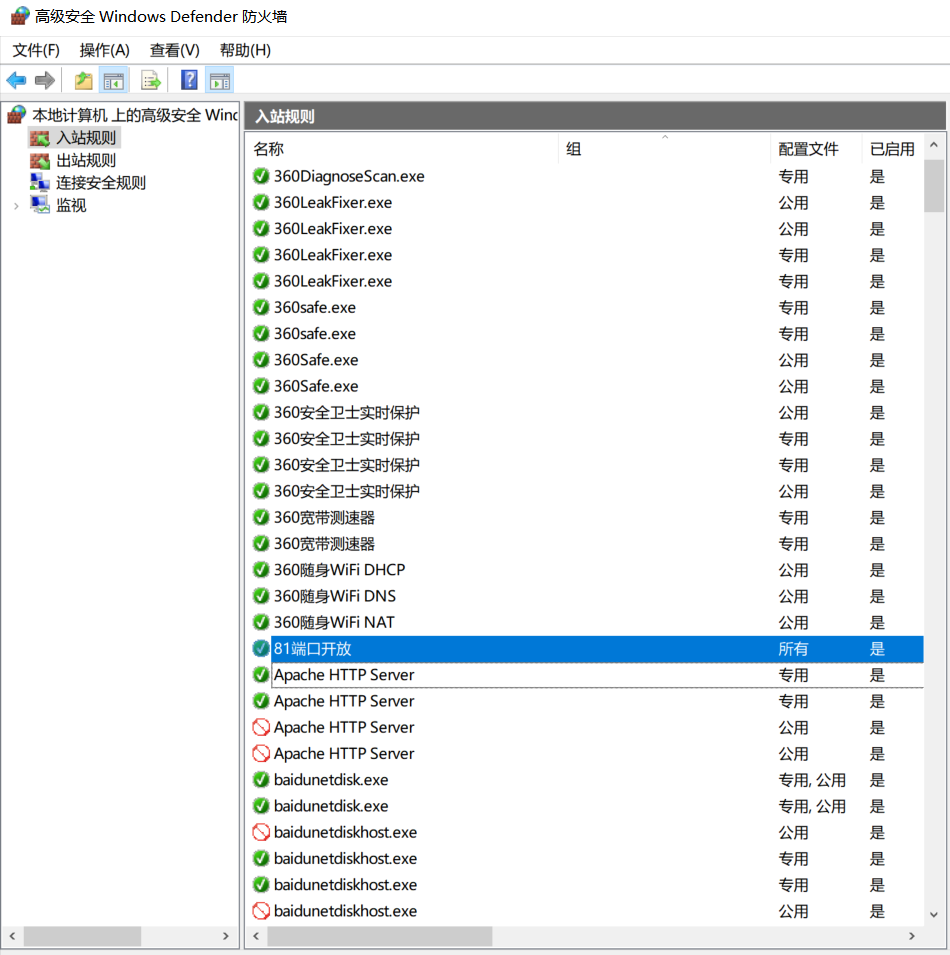 高级安全 Windows Defender 防火墙
文件(F) 操作(A) 查看(V) 帮助(H)
本地计算机 上的高级安全 Wind
入站规则
出站规则
连接安全规则
监视
入站规则
名称 组 配置文件 已启用
360DiagnoseScan.exe 专用 是
360LeakFixer.exe 公用 是
360LeakFixer.exe 公用 是
360LeakFixer.exe 专用 是
360LeakFixer.exe 专用 是
360safe.exe 专用 是
360safe.exe 专用 是
360Safe.exe 公用 是
360Safe.exe 公用 是
360安全卫士实时保护 公用 是
360安全卫士实时保护 专用 是
360安全卫士实时保护 专用 是
360安全卫士实时保护 公用 是
360宽带测速器 专用 是
360宽带测速器 专用 是
360随身WiFi DHCP 公用 是
360随身WiFi DNS 公用 是
360随身WiFi NAT 公用 是
81端口开放 所有 是
Apache HTTP Server 专用 是
Apache HTTP Server 专用 是
Apache HTTP Server 公用 是
Apache HTTP Server 公用 是
baidunetdisk.exe 专用, 公用 是
baidunetdisk.exe 专用, 公用 是
baidunetdiskhost.exe 公用 是
baidunetdiskhost.exe 专用 是
baidunetdiskhost.exe 专用 是
baidunetdiskhost.exe 公用 是